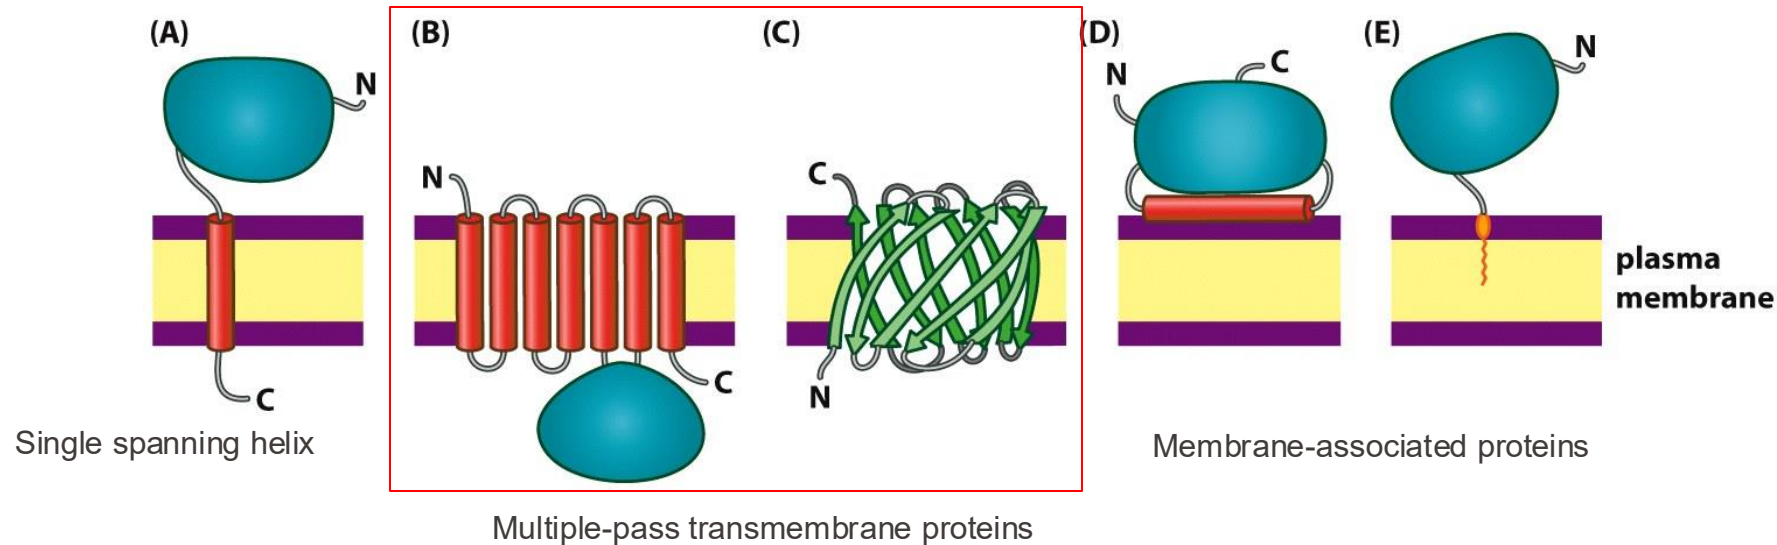 (A)
(B)
(C)
(D)
(E)
N
C
N
C
C
N
N
C
N
plasma
membrane
Single spanning helix
Multiple-pass transmembrane proteins
Membrane-associated proteins